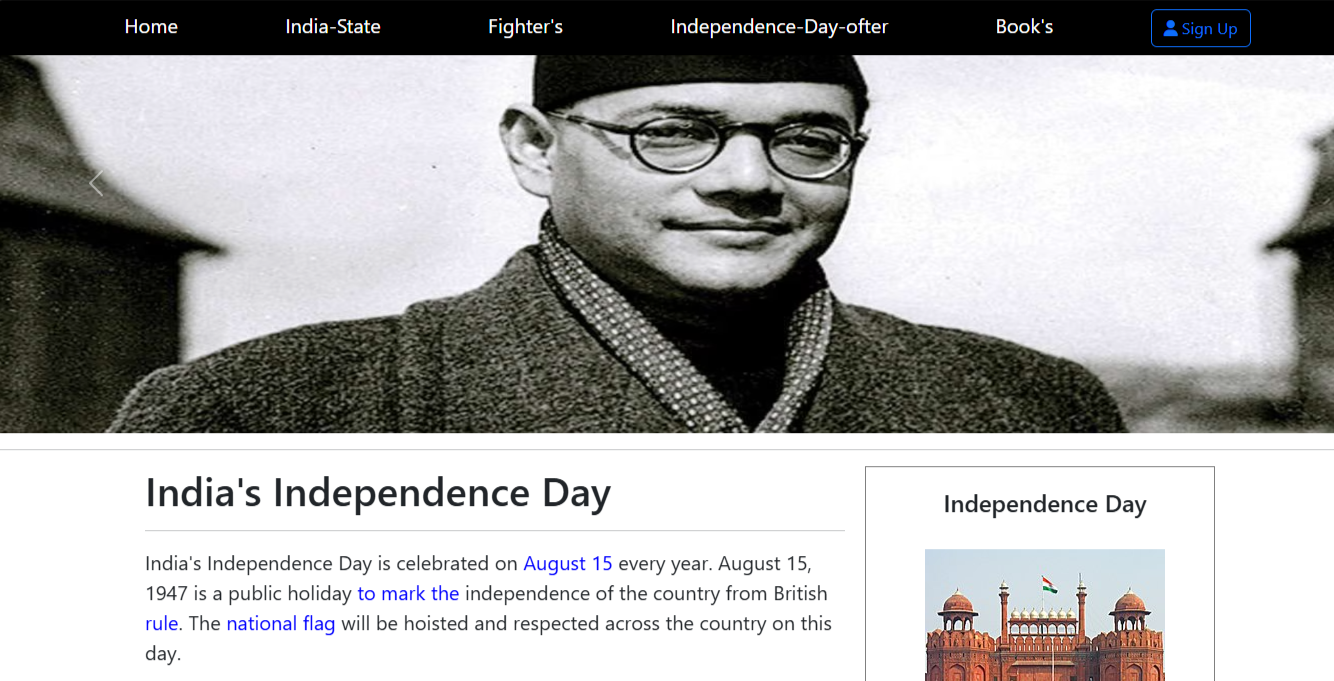 Home India-State Fighter's Independence-Day-ofter Book's Sign Up
India's Independence Day
India's Independence Day is celebrated on August 15 every year. August 15,
1947 is a public holiday to mark the independence of the country from British
rule. The national flag will be hoisted and respected across the country on this
day.
Independence Day